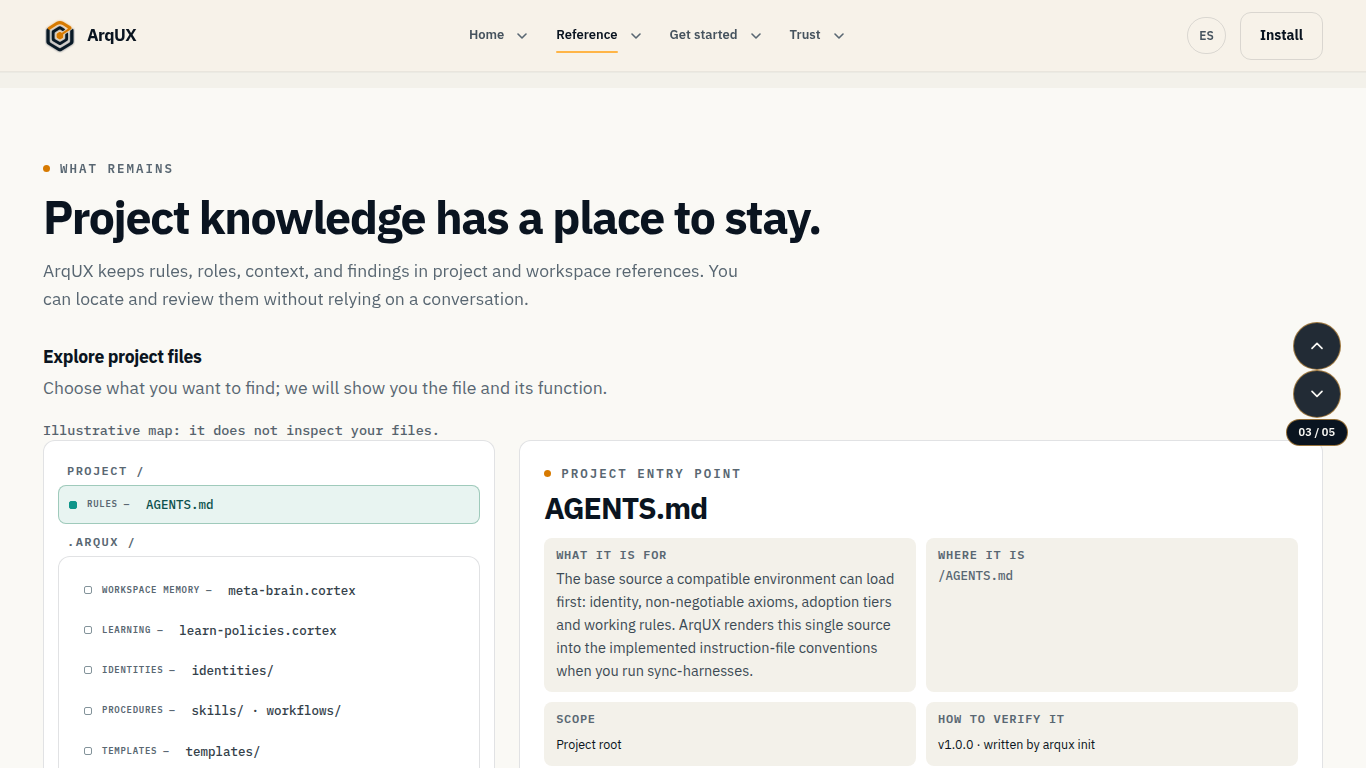 ArqUX
Home
Reference
Get started
Trust
ES
Install
WHAT REMAINS
Project knowledge has a place to stay.
ArqUX keeps rules, roles, context, and findings in project and workspace references. You
can locate and review them without relying on a conversation.
Explore project files
Choose what you want to find; we will show you the file and its function.
03 / 05
Illustrative map: it does not inspect your files.
PROJECT /
RULES – AGENTS.md
.ARQUX /
WORKSPACE MEMORY – meta-brain.cortex
LEARNING – learn-policies.cortex
IDENTITIES – identities/
PROCEDURES – skills/ · workflows/
TEMPLATES – templates/
PROJECT ENTRY POINT
AGENTS.md
WHAT IT IS FOR
The base source a compatible environment can load
first: identity, non-negotiable axioms, adoption tiers
and working rules. ArqUX renders this single source
into the implemented instruction-file conventions
when you run sync-harnesses.
WHERE IT IS
/AGENTS.md
SCOPE
Project root
HOW TO VERIFY IT
v1.0.0 · written by arqux init